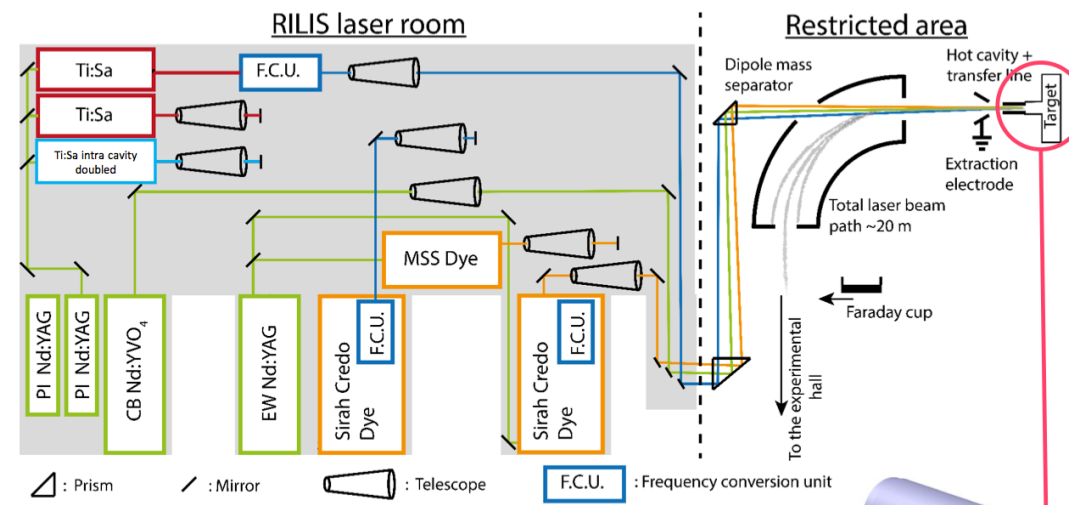 RILIS laser room
Restricted area
Ti:Sa
F.C.U.
Ti:Sa
Ti:Sa intra cavity
doubled
MSS Dye
PI Nd:YAG
PI Nd:YAG
CB Nd:YVO4
EW Nd:YAG
Sirah Credo
Dye
F.C.U.
Sirah Credo
Dye
F.C.U.
Dipole mass
separator
Hot cavity +
transfer line
Target
Extraction
electrode
Total laser beam
path ~20 m
Faraday cup
To the experimental
hall
: Prism
: Mirror
: Telescope
F.C.U.
: Frequency conversion unit